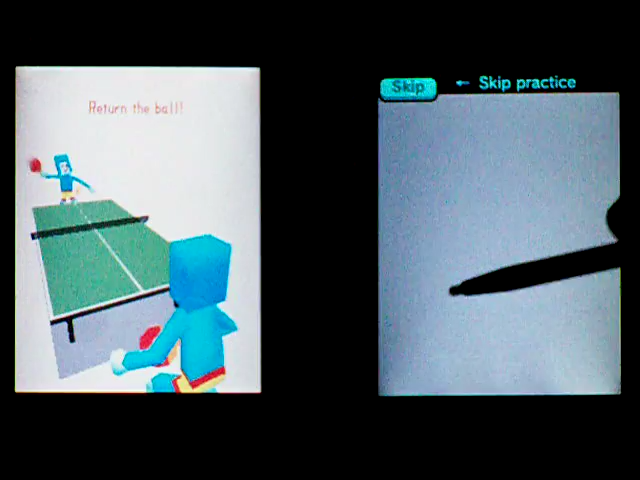 Return the ball!
Skip
← Skip practice